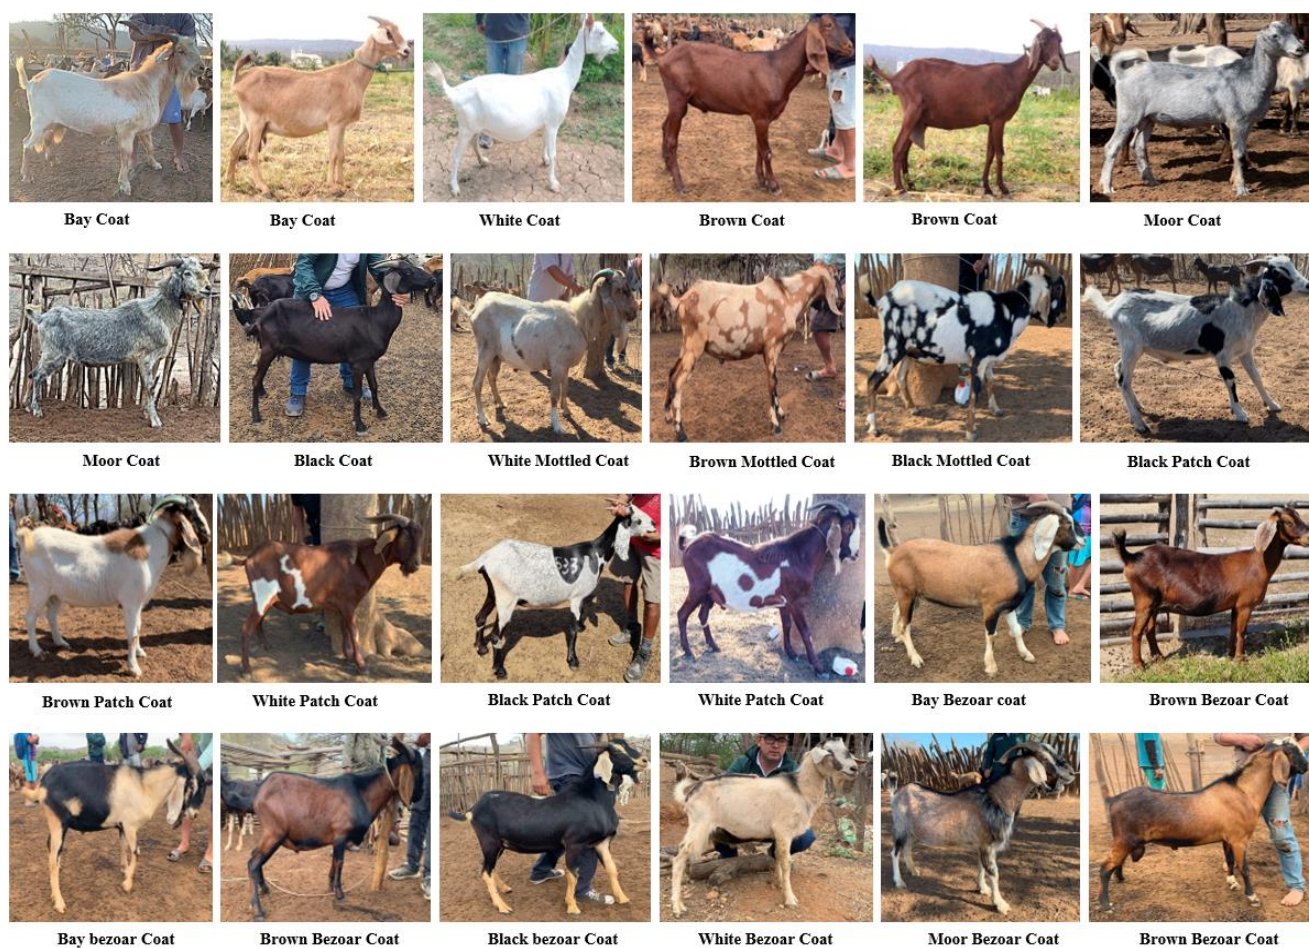 Bay Coat
Bay Coat
White Coat
Brown Coat
Brown Coat
Moor Coat
Moor Coat
Black Coat
White Mottled Coat
Brown Mottled Coat
Black Mottled Coat
Black Patch Coat
533
Brown Patch Coat
White Patch Coat
Black Patch Coat
White Patch Coat
Bay Bezoar coat
Brown Bezoar Coat
Bay bezoar Coat
Brown Bezoar Coat
Black bezoar Coat
White Bezoar Coat
Moor Bezoar Coat
Brown Bezoar Coat